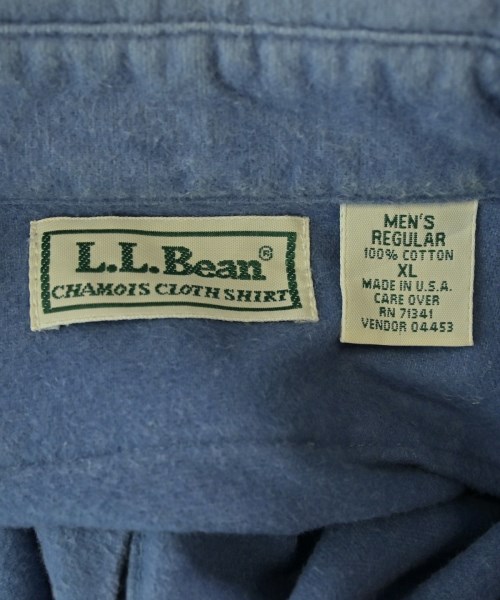 L.L.Bean®
CHAMOIS CLOTH SHIRT
MEN'S
REGULAR
100% COTTON
XL
MADE IN U.S.A.
CARE OVER
RN 71341
VENDOR 04453